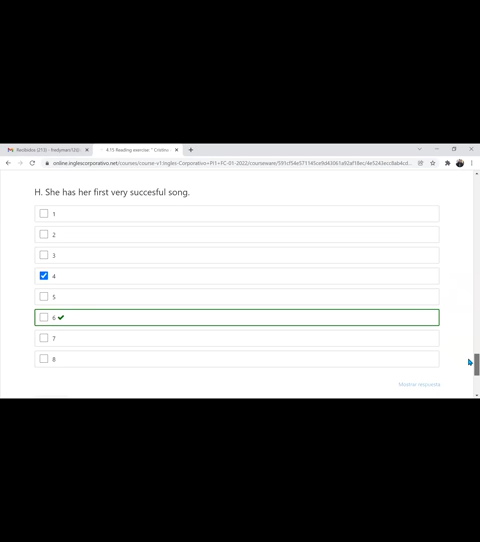 Recibidos (213) - fredyman12@
4.15 Reading exercise: " Cristina
online.inglescorporativo.net/courses/course-v1:Ingles-Corporativo+PI1+FC-01-2022/courseware/
H. She has her first very succesful song.
1
2
3
4
5
6
7
8
Mostrar respuesta